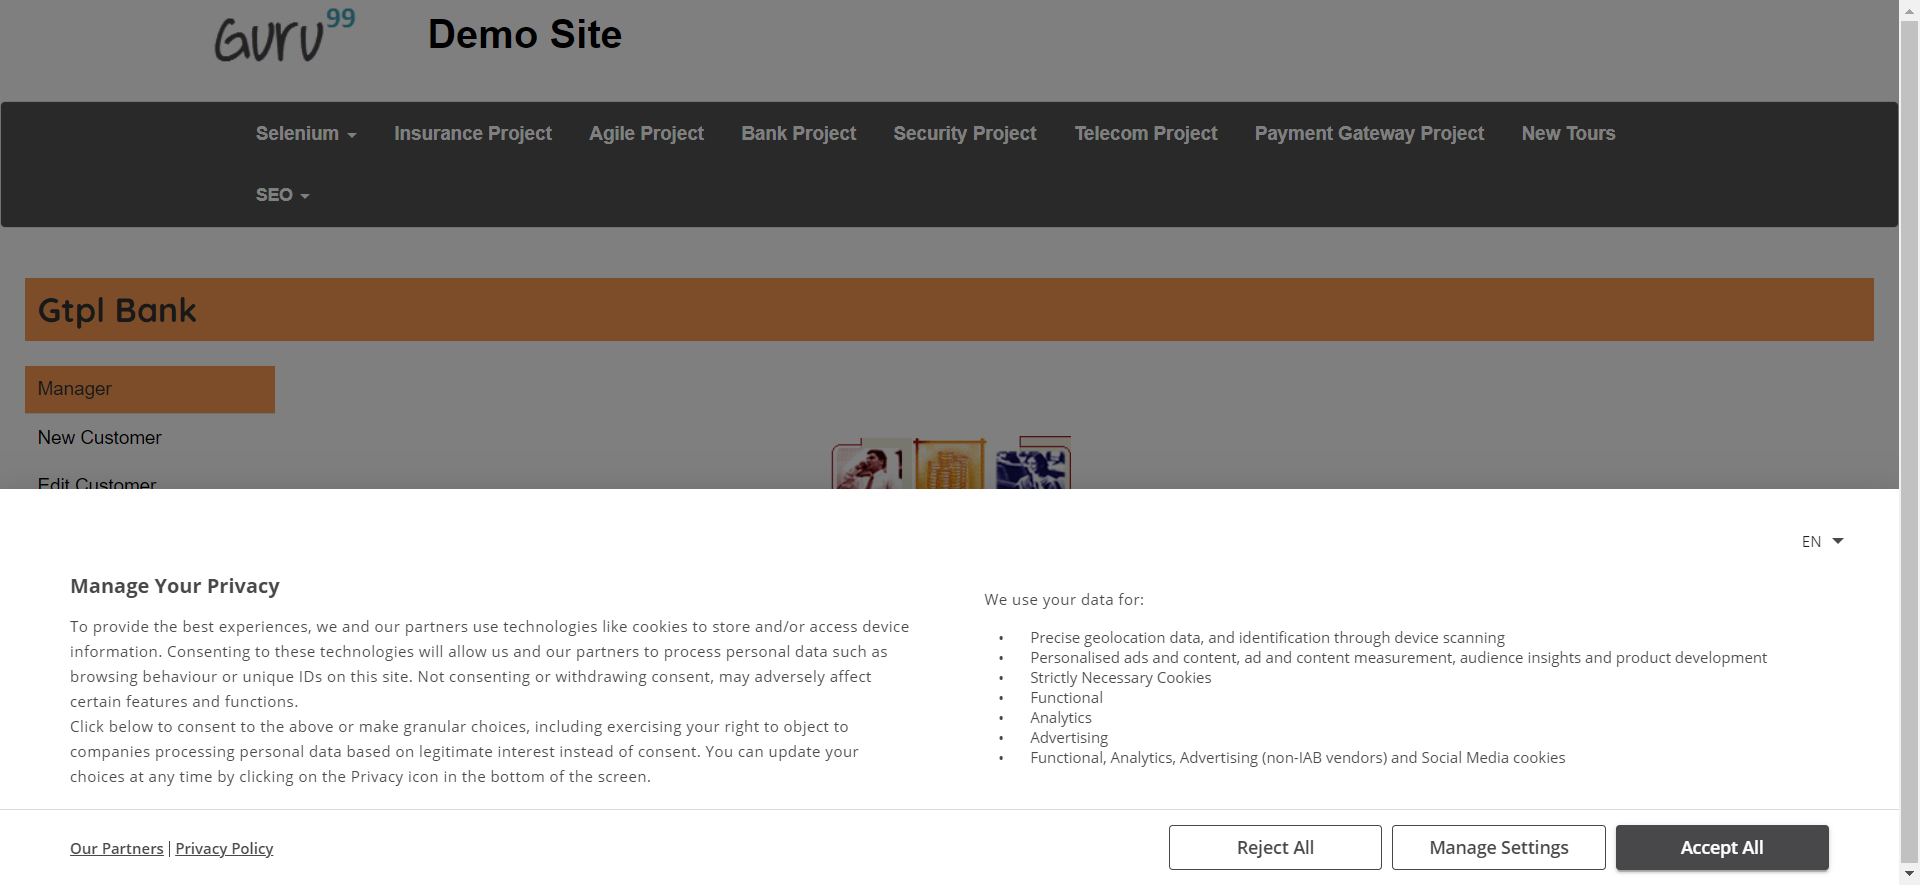 Guru99
Demo Site
Selenium
Insurance Project
Agile Project
Bank Project
Security Project
Telecom Project
Payment Gateway Project
New Tours
SEO
Gtpl Bank
Manager
New Customer
Edit Customer
EN
Manage Your Privacy
To provide the best experiences, we and our partners use technologies like cookies to store and/or access device
information. Consenting to these technologies will allow us and our partners to process personal data such as
browsing behaviour or unique IDs on this site. Not consenting or withdrawing consent, may adversely affect
certain features and functions.
Click below to consent to the above or make granular choices, including exercising your right to object to
companies processing personal data based on legitimate interest instead of consent. You can update your
choices at any time by clicking on the Privacy icon in the bottom of the screen.
We use your data for:
• Precise geolocation data, and identification through device scanning
• Personalised ads and content, ad and content measurement, audience insights and product development
• Strictly Necessary Cookies
• Functional
• Analytics
• Advertising
• Functional, Analytics, Advertising (non-IAB vendors) and Social Media cookies
Our Partners | Privacy Policy
Reject All
Manage Settings
Accept All